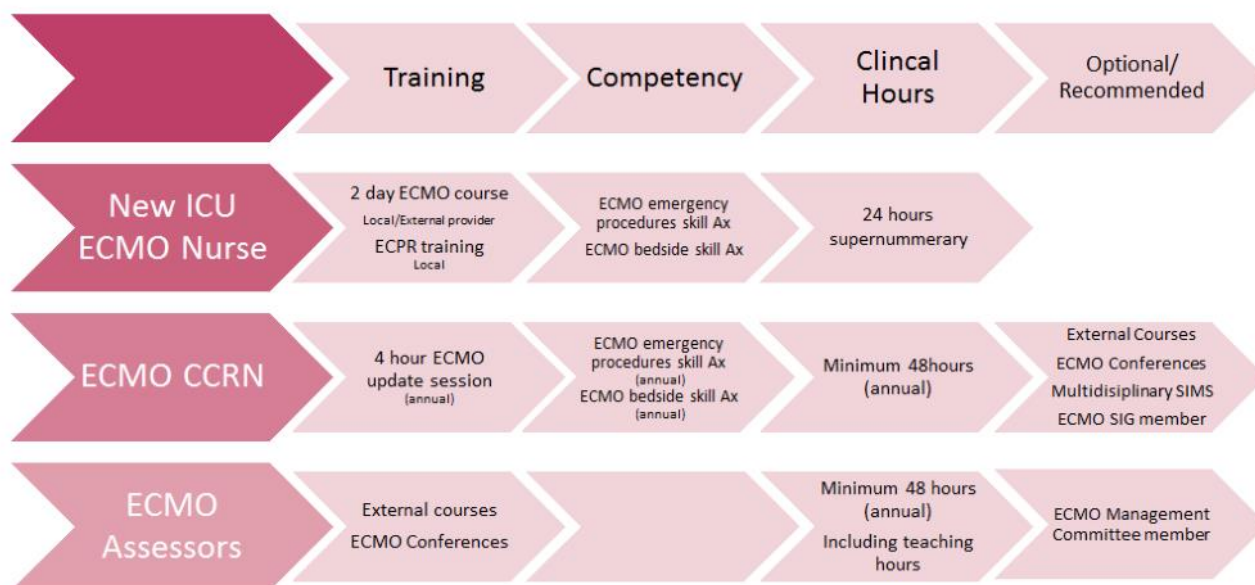 Training
Competency
Clincal
Hours
Optional/
Recommended
New ICU
ECMO Nurse
2 day ECMO course
Local/External provider
ECPR training
Local
ECMO emergency
procedures skill Ax
ECMO bedside skill Ax
24 hours
supernummerary
ECMO CCRN
4 hour ECMO
update session
(annual)
ECMO emergency
procedures skill Ax
(annual)
ECMO bedside skill Ax
(annual)
Minimum 48hours
(annual)
External Courses
ECMO Conferences
Multidisiplinary SIMS
ECMO SIG member
ECMO
Assessors
External courses
ECMO Conferences
Minimum 48 hours
(annual)
Including teaching
hours
ECMO Management
Committee member